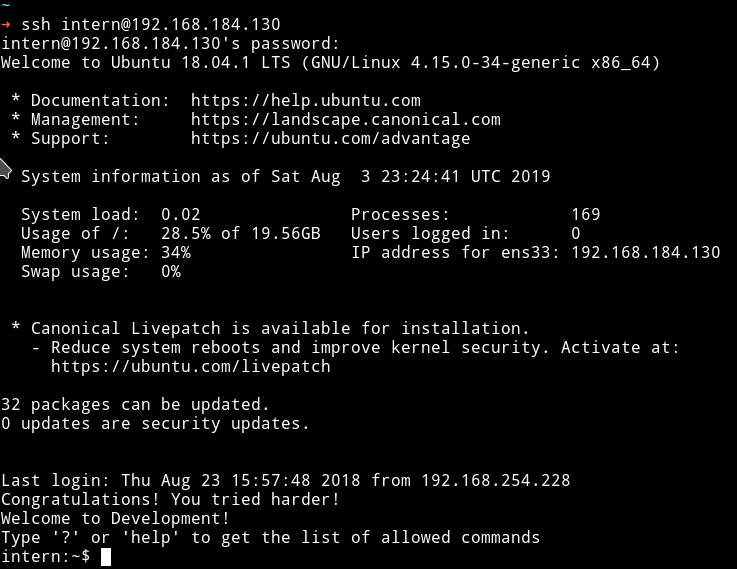 ~
➜ ssh intern@192.168.184.130
intern@192.168.184.130's password:
Welcome to Ubuntu 18.04.1 LTS (GNU/Linux 4.15.0-34-generic x86_64)
* Documentation:  https://help.ubuntu.com
* Management:     https://landscape.canonical.com
* Support:        https://ubuntu.com/advantage
System information as of Sat Aug  3 23:24:41 UTC 2019
System load:  0.02               Processes:            169
Usage of /:   28.5% of 19.56GB   Users logged in:      0
Memory usage: 34%                IP address for ens33: 192.168.184.130
Swap usage:   0%
* Canonical Livepatch is available for installation.
- Reduce system reboots and improve kernel security. Activate at:
https://ubuntu.com/livepatch
32 packages can be updated.
0 updates are security updates.
Last login: Thu Aug 23 15:57:48 2018 from 192.168.254.228
Congratulations! You tried harder!
Welcome to Development!
Type '?' or 'help' to get the list of allowed commands
intern:~$